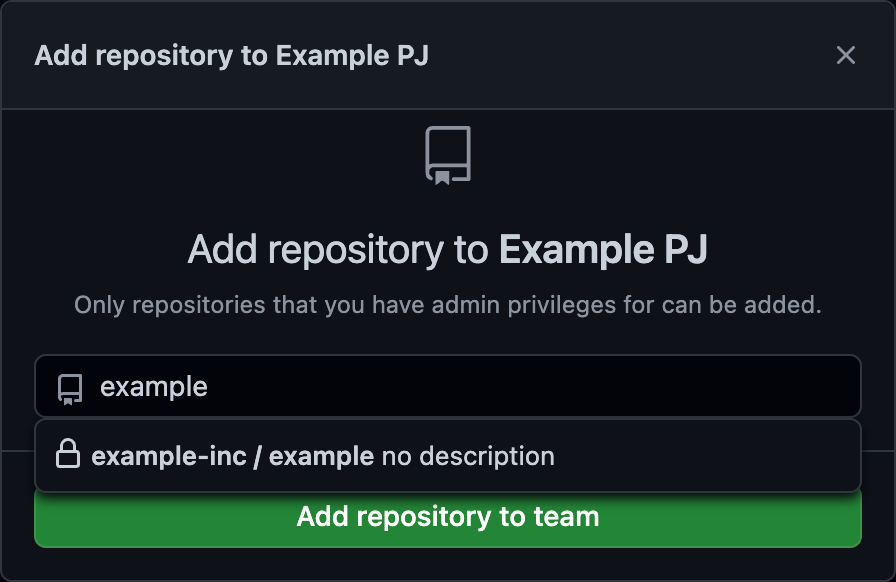 Add repository to Example PJ
Add repository to Example PJ
Only repositories that you have admin privileges for can be added.
example
example-inc / example no description
Add repository to team